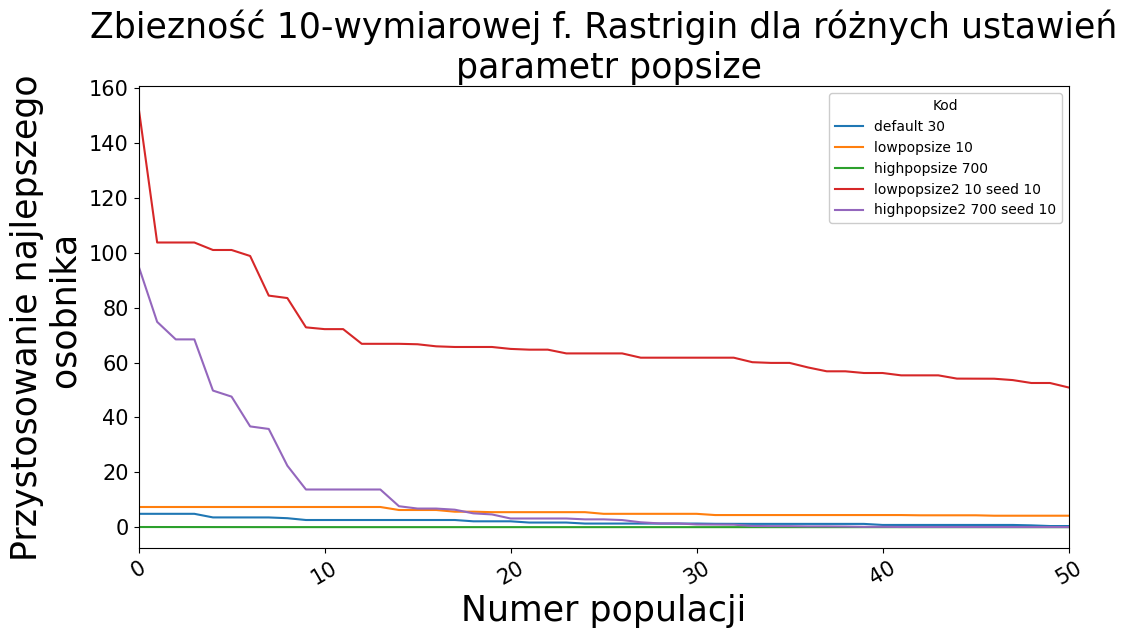 Zbiezność 10-wymiarowej f. Rastrigin dla różnych ustawień
parametr popsize
Przystosowanie najlepszego
osobnika
160
140
120
100
80
60
40
20
0
Kod
default 30
lowpopsize 10
highpopsize 700
lowpopsize2 10 seed 10
highpopsize2 700 seed 10
0
10
20
30
40
50
Numer populacji